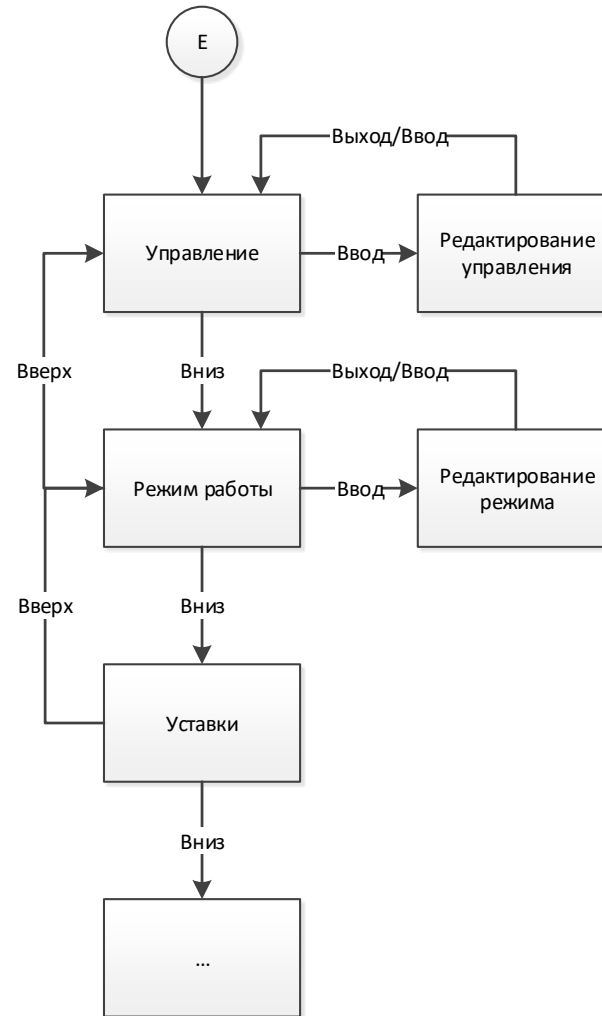 E
Выход/Ввод
Управление
Ввод
Редактирование
управления
Вверх
Вниз
Выход/Ввод
Режим работы
Ввод
Редактирование
режима
Вверх
Вниз
Уставки
Вниз
...